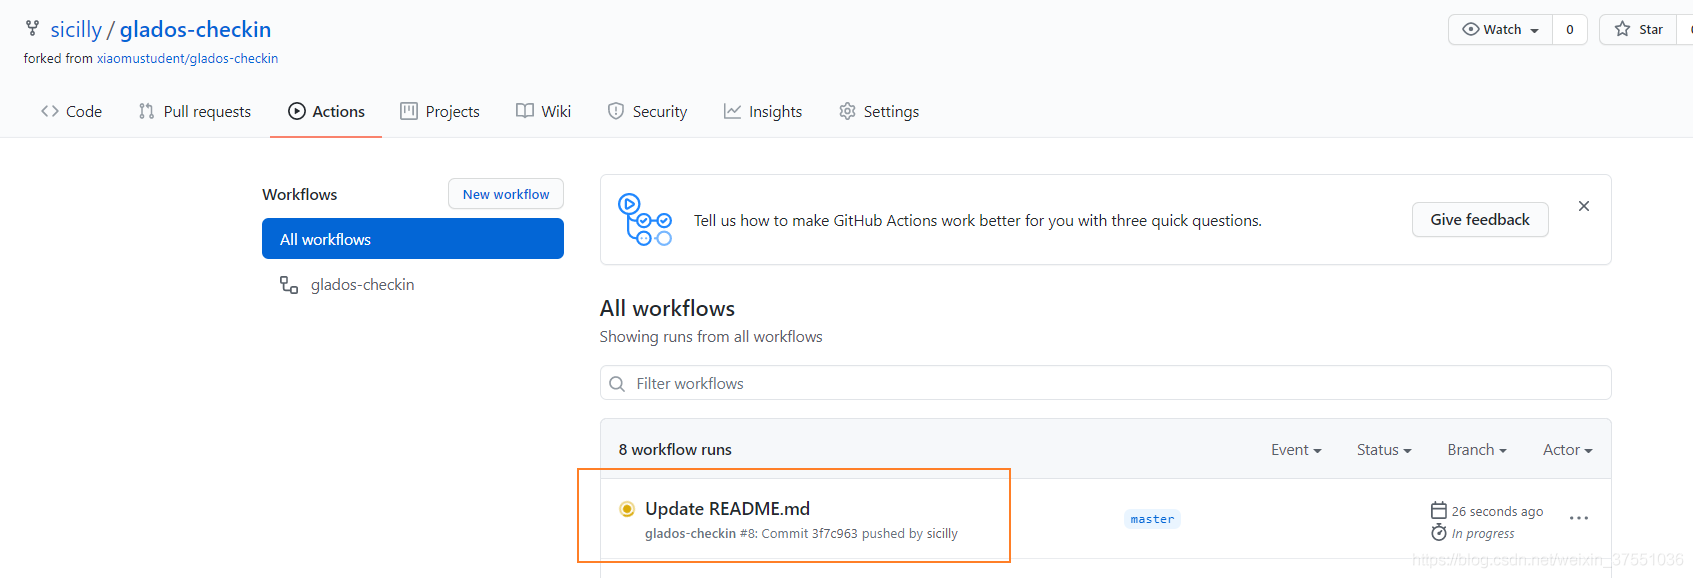 sicilly / glados-checkin
Watch 0 Star
forked from xiaomustudent/glados-checkin
Code Pull requests Actions Projects Wiki Security Insights Settings
Workflows New workflow
All workflows
glados-checkin
Tell us how to make GitHub Actions work better for you with three quick questions. Give feedback
All workflows
Showing runs from all workflows
Filter workflows
8 workflow runs Event Status Branch Actor
Update README.md
glados-checkin #8: Commit 3f7c963 pushed by sicilly
master
26 seconds ago
In progress
https://blog.csdn.net/weixin_37551036